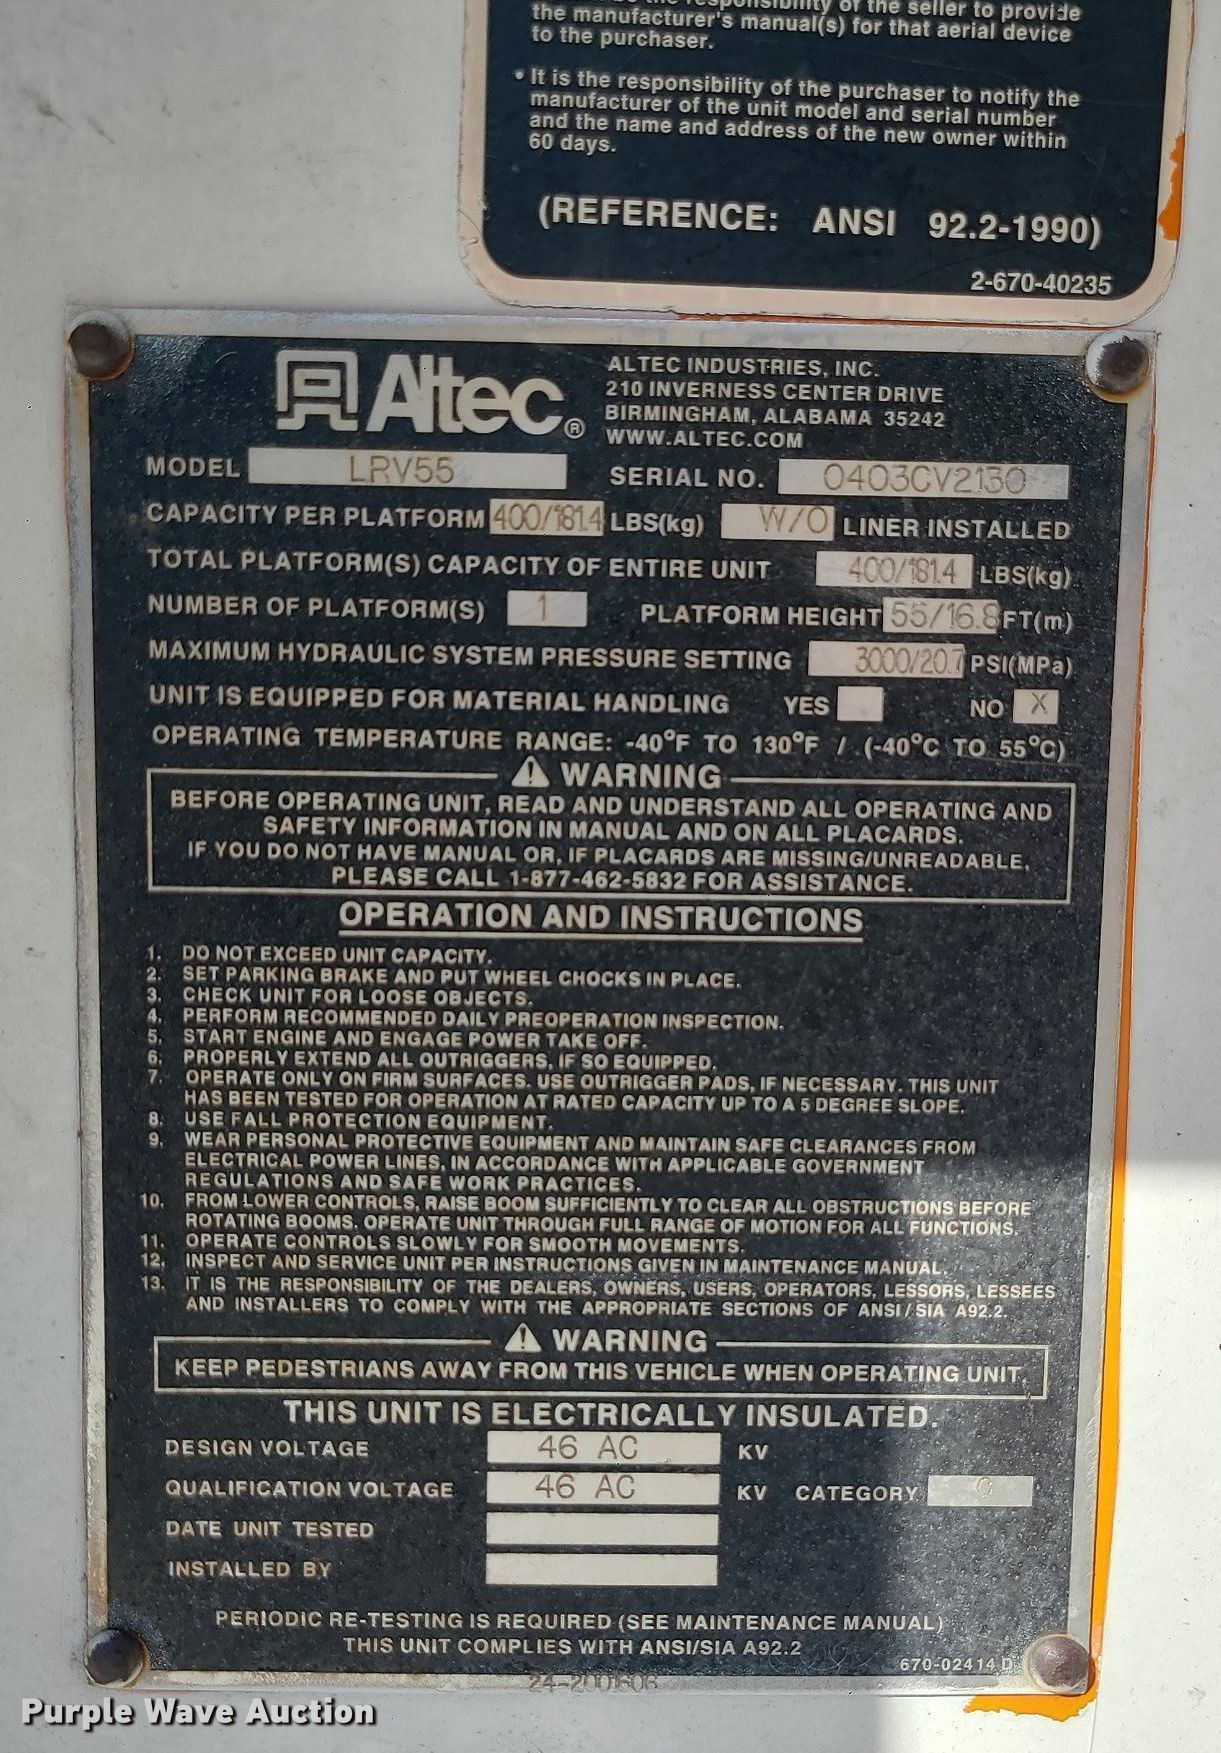 responsibility of the seller to provide
the manufacturer's manual(s) for that aerial device
to the purchaser.
• It is the responsibility of the purchaser to notify the
manufacturer of the unit model and serial number
and the name and address of the new owner within
60 days.
(REFERENCE: ANSI 92.2-1990)
2-670-40235
Altec®
ALTEC INDUSTRIES, INC.
210 INVERNESS CENTER DRIVE
BIRMINGHAM, ALABAMA 35242
WWW.ALTEC.COM
MODEL LRV55 SERIAL NO. 0403CV2130
CAPACITY PER PLATFORM 400/181.4 LBS(kg) W/O LINER INSTALLED
TOTAL PLATFORM(S) CAPACITY OF ENTIRE UNIT 400/181.4 LBS(kg)
NUMBER OF PLATFORM(S) 1 PLATFORM HEIGHT 55/16.8 FT(m)
MAXIMUM HYDRAULIC SYSTEM PRESSURE SETTING 3000/20.7 PSI(MPa)
UNIT IS EQUIPPED FOR MATERIAL HANDLING YES NO X
OPERATING TEMPERATURE RANGE: -40°F TO 130°F / (-40°C TO 55°C)
⚠ WARNING
BEFORE OPERATING UNIT, READ AND UNDERSTAND ALL OPERATING AND
SAFETY INFORMATION IN MANUAL AND ON ALL PLACARDS.
IF YOU DO NOT HAVE MANUAL OR, IF PLACARDS ARE MISSING/UNREADABLE,
PLEASE CALL 1-877-462-5832 FOR ASSISTANCE.
OPERATION AND INSTRUCTIONS
1. DO NOT EXCEED UNIT CAPACITY.
2. SET PARKING BRAKE AND PUT WHEEL CHOCKS IN PLACE.
3. CHECK UNIT FOR LOOSE OBJECTS.
4. PERFORM RECOMMENDED DAILY PREOPERATION INSPECTION.
5. START ENGINE AND ENGAGE POWER TAKE OFF.
6. PROPERLY EXTEND ALL OUTRIGGERS, IF SO EQUIPPED.
7. OPERATE ONLY ON FIRM SURFACES. USE OUTRIGGER PADS, IF NECESSARY. THIS UNIT
HAS BEEN TESTED FOR OPERATION AT RATED CAPACITY UP TO A 5 DEGREE SLOPE.
8. USE FALL PROTECTION EQUIPMENT.
9. WEAR PERSONAL PROTECTIVE EQUIPMENT AND MAINTAIN SAFE CLEARANCES FROM
ELECTRICAL POWER LINES, IN ACCORDANCE WITH APPLICABLE GOVERNMENT
REGULATIONS AND SAFE WORK PRACTICES.
10. FROM LOWER CONTROLS, RAISE BOOM SUFFICIENTLY TO CLEAR ALL OBSTRUCTIONS BEFORE
ROTATING BOOMS. OPERATE UNIT THROUGH FULL RANGE OF MOTION FOR ALL FUNCTIONS.
11. OPERATE CONTROLS SLOWLY FOR SMOOTH MOVEMENTS.
12. INSPECT AND SERVICE UNIT PER INSTRUCTIONS GIVEN IN MAINTENANCE MANUAL.
13. IT IS THE RESPONSIBILITY OF THE DEALERS, OWNERS, USERS, OPERATORS, LESSORS, LESSEES
AND INSTALLERS TO COMPLY WITH THE APPROPRIATE SECTIONS OF ANSI/SIA A92.2.
⚠ WARNING
KEEP PEDESTRIANS AWAY FROM THIS VEHICLE WHEN OPERATING UNIT.
THIS UNIT IS ELECTRICALLY INSULATED.
DESIGN VOLTAGE 46 AC KV
QUALIFICATION VOLTAGE 46 AC KV CATEGORY C
DATE UNIT TESTED
INSTALLED BY
PERIODIC RE-TESTING IS REQUIRED (SEE MAINTENANCE MANUAL)
THIS UNIT COMPLIES WITH ANSI/SIA A92.2
670-02414 D
24-200606
Purple Wave Auction